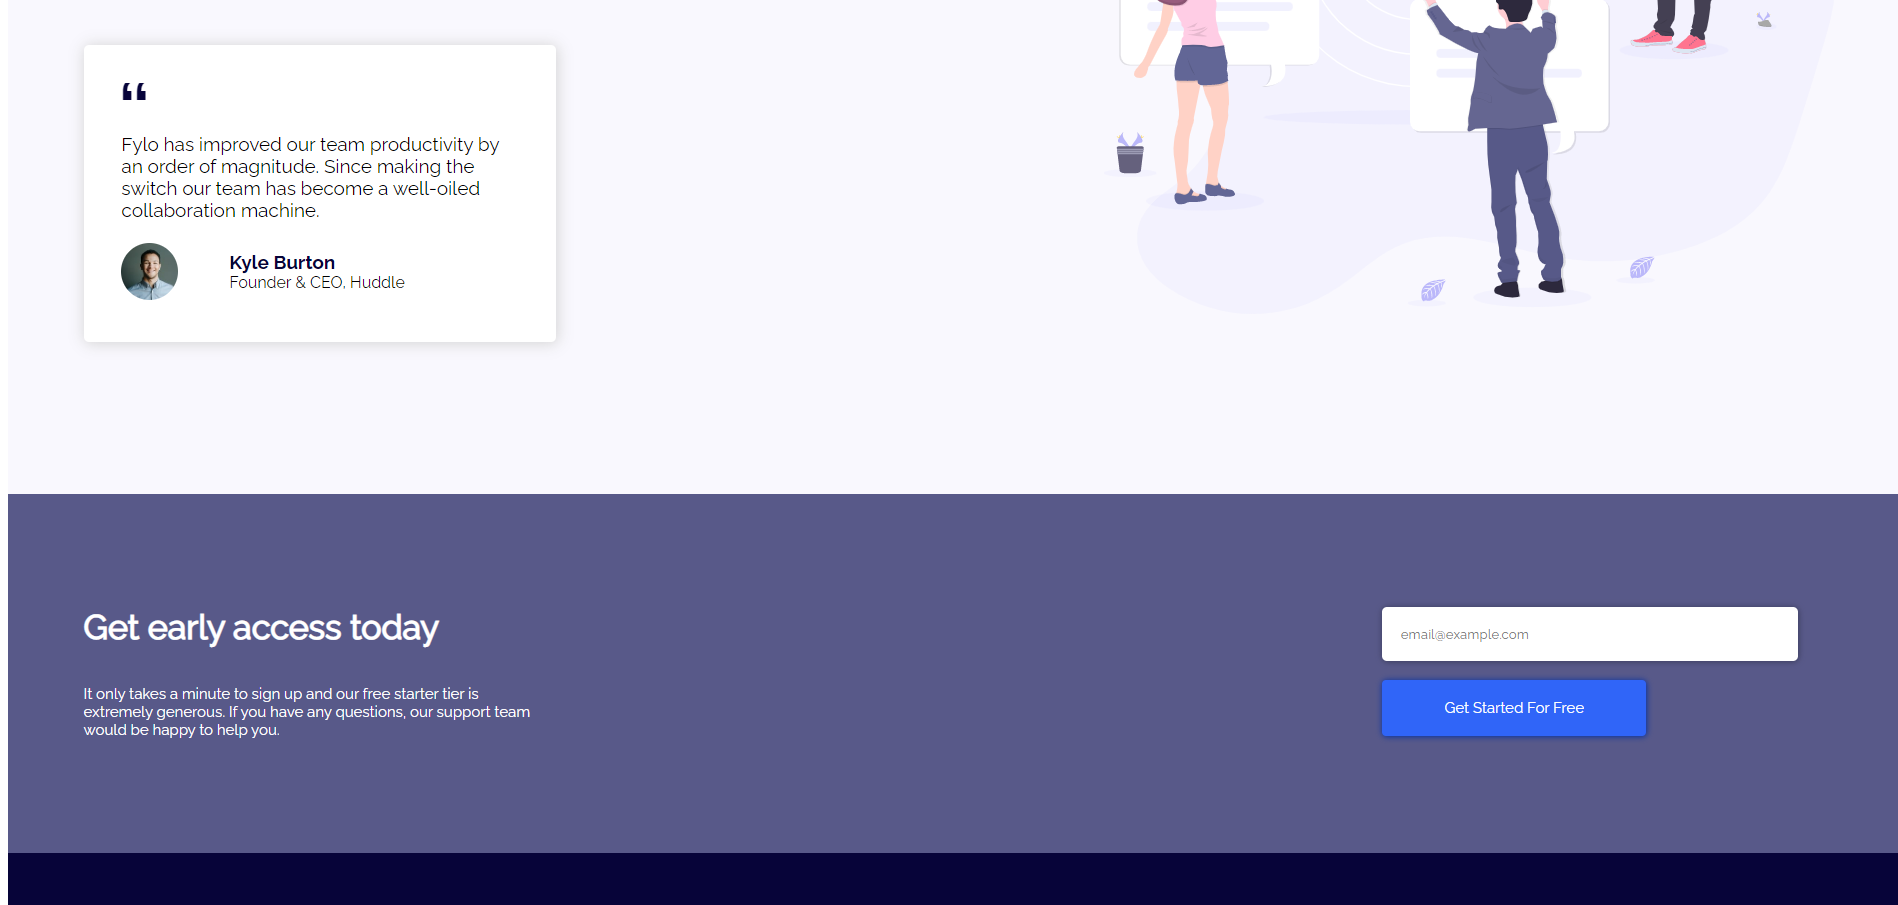 “
Fylo has improved our team productivity by
an order of magnitude. Since making the
switch our team has become a well-oiled
collaboration machine.
Kyle Burton
Founder & CEO, Huddle
Get early access today
It only takes a minute to sign up and our free starter tier is
extremely generous. If you have any questions, our support team
would be happy to help you.
email@example.com
Get Started For Free